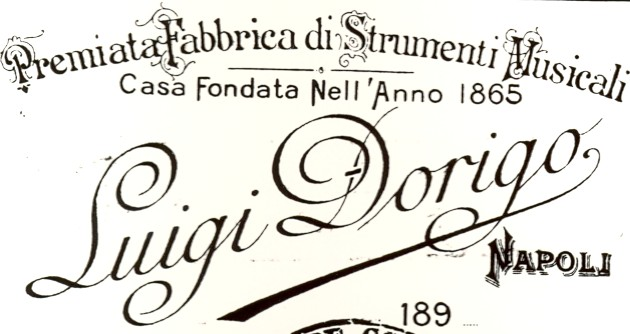 Premiata Fabbrica di Strumenti Musicali
Casa Fondata Nell'Anno 1865
Luigi Dorigo
NAPOLI
189